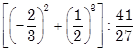 [(-2/3)² + (1/2)³] : 41/27